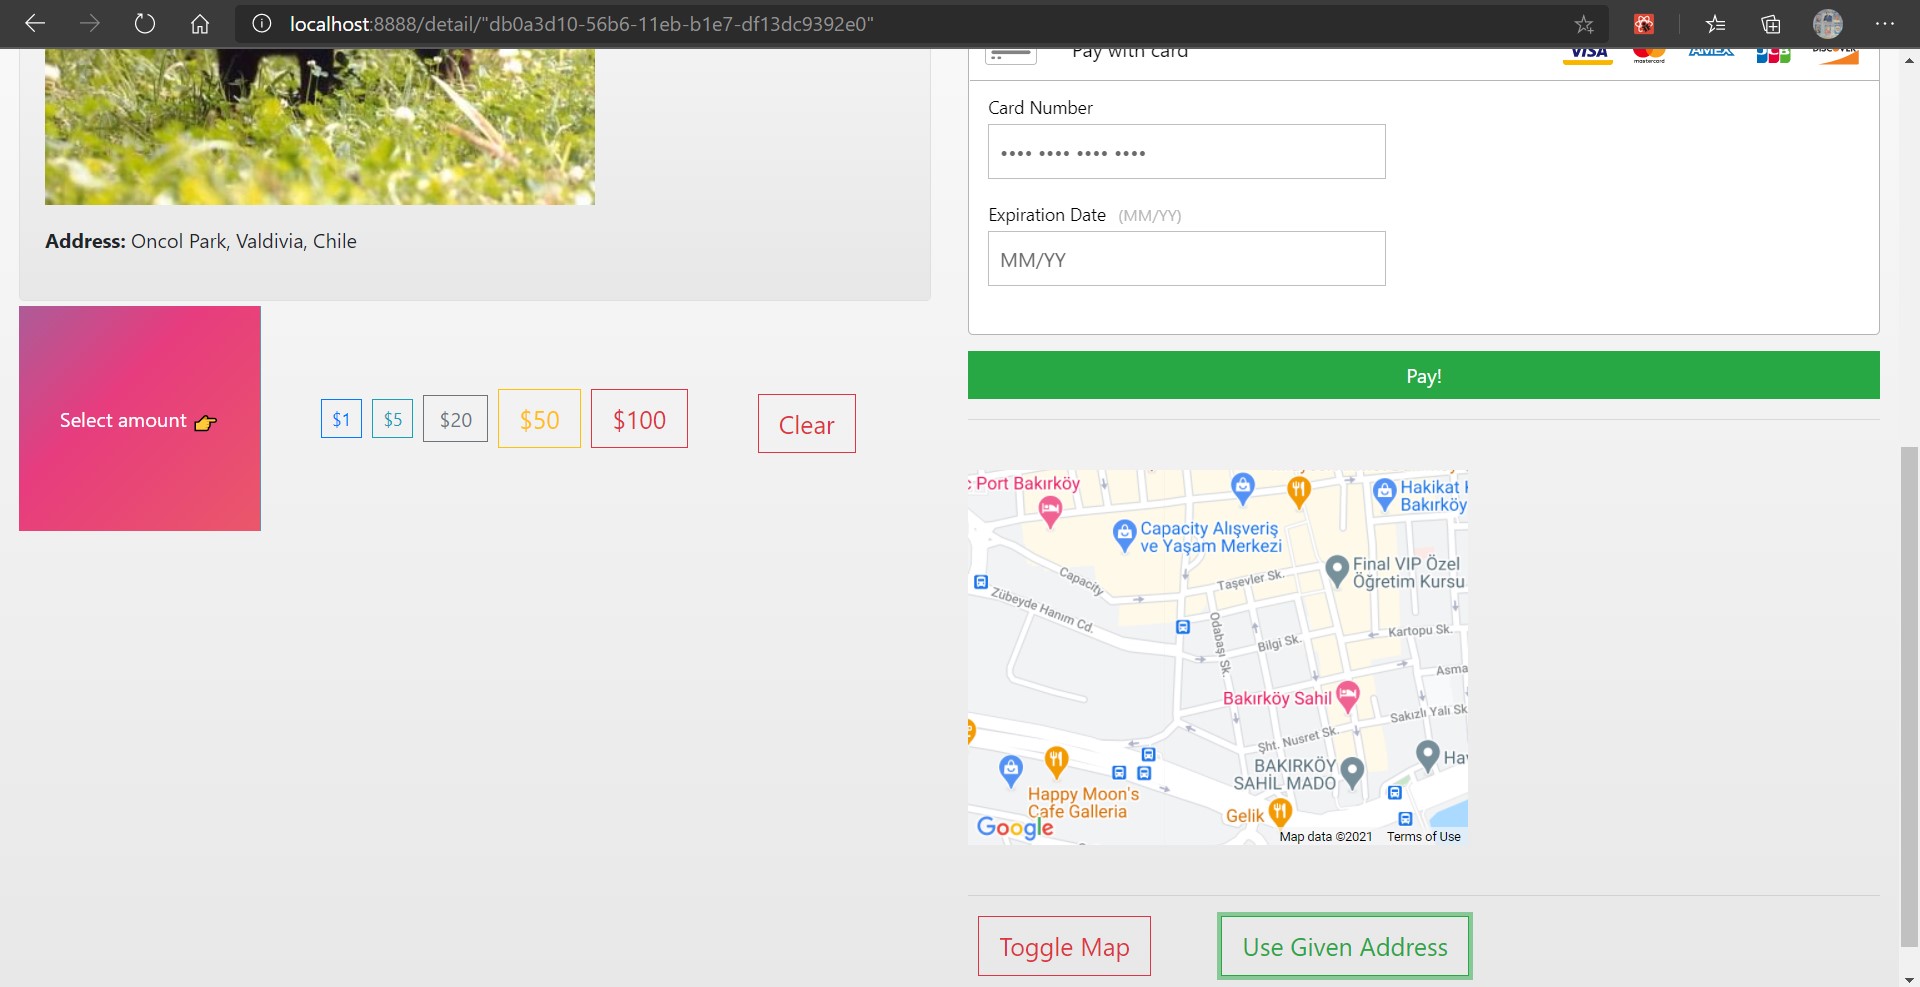 localhost:8888/detail/"db0a3d10-56b6-11eb-b1e7-df13dc9392e0"
Address: Oncol Park, Valdivia, Chile
Select amount
$1
$5
$20
$50
$100
Clear
Pay with card
VISA
mastercard
AMEX
JCB
DISCOVER
Card Number
•••• •••• •••• ••••
Expiration Date (MM/YY)
MM/YY
Pay!
c Port Bakırköy
Hakikat
Bakırköy
Capacity Alışveriş
ve Yaşam Merkezi
Final VIP Özel
Öğretim Kursu
Capacity
Taşevler Sk.
Zübeyde Hanım Cd.
Odabaşı Sk.
Bilgi Sk.
Kartopu Sk.
Asma
Bakırköy Sahil
Sakızlı Yalı Sk
Şht. Nusret Sk.
BAKIRKÖY
SAHİL MADO
Hav
Happy Moon's
Cafe Galleria
Gelik
Google
Map data ©2021
Terms of Use
Toggle Map
Use Given Address